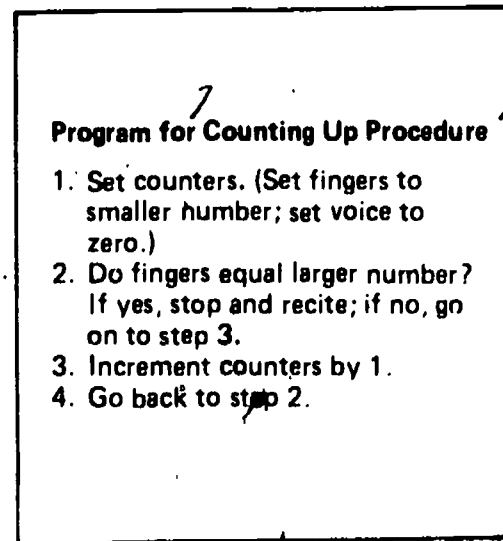 Program for Counting Up Procedure
1. Set counters. (Set fingers to
smaller number; set voice to
zero.)
2. Do fingers equal larger number?
If yes, stop and recite; if no, go
on to step 3.
3. Increment counters by 1.
4. Go back to step 2.